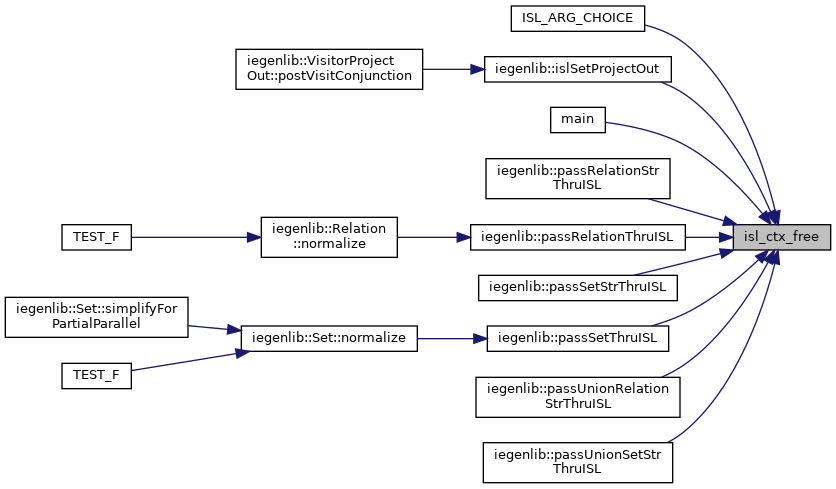 ISL_ARG_CHOICE
iegenlib::VisitorProject
Out::postVisitConjunction
iegenlib::islSetProjectOut
main
iegenlib::passRelationStr
ThruISL
TEST_F
iegenlib::Relation
::normalize
iegenlib::passRelationThruISL
isl_ctx_free
iegenlib::passSetStrThruISL
iegenlib::Set::simplifyFor
PartialParallel
iegenlib::Set::normalize
iegenlib::passSetThruISL
TEST_F
iegenlib::passUnionRelation
StrThruISL
iegenlib::passUnionSetStr
ThruISL